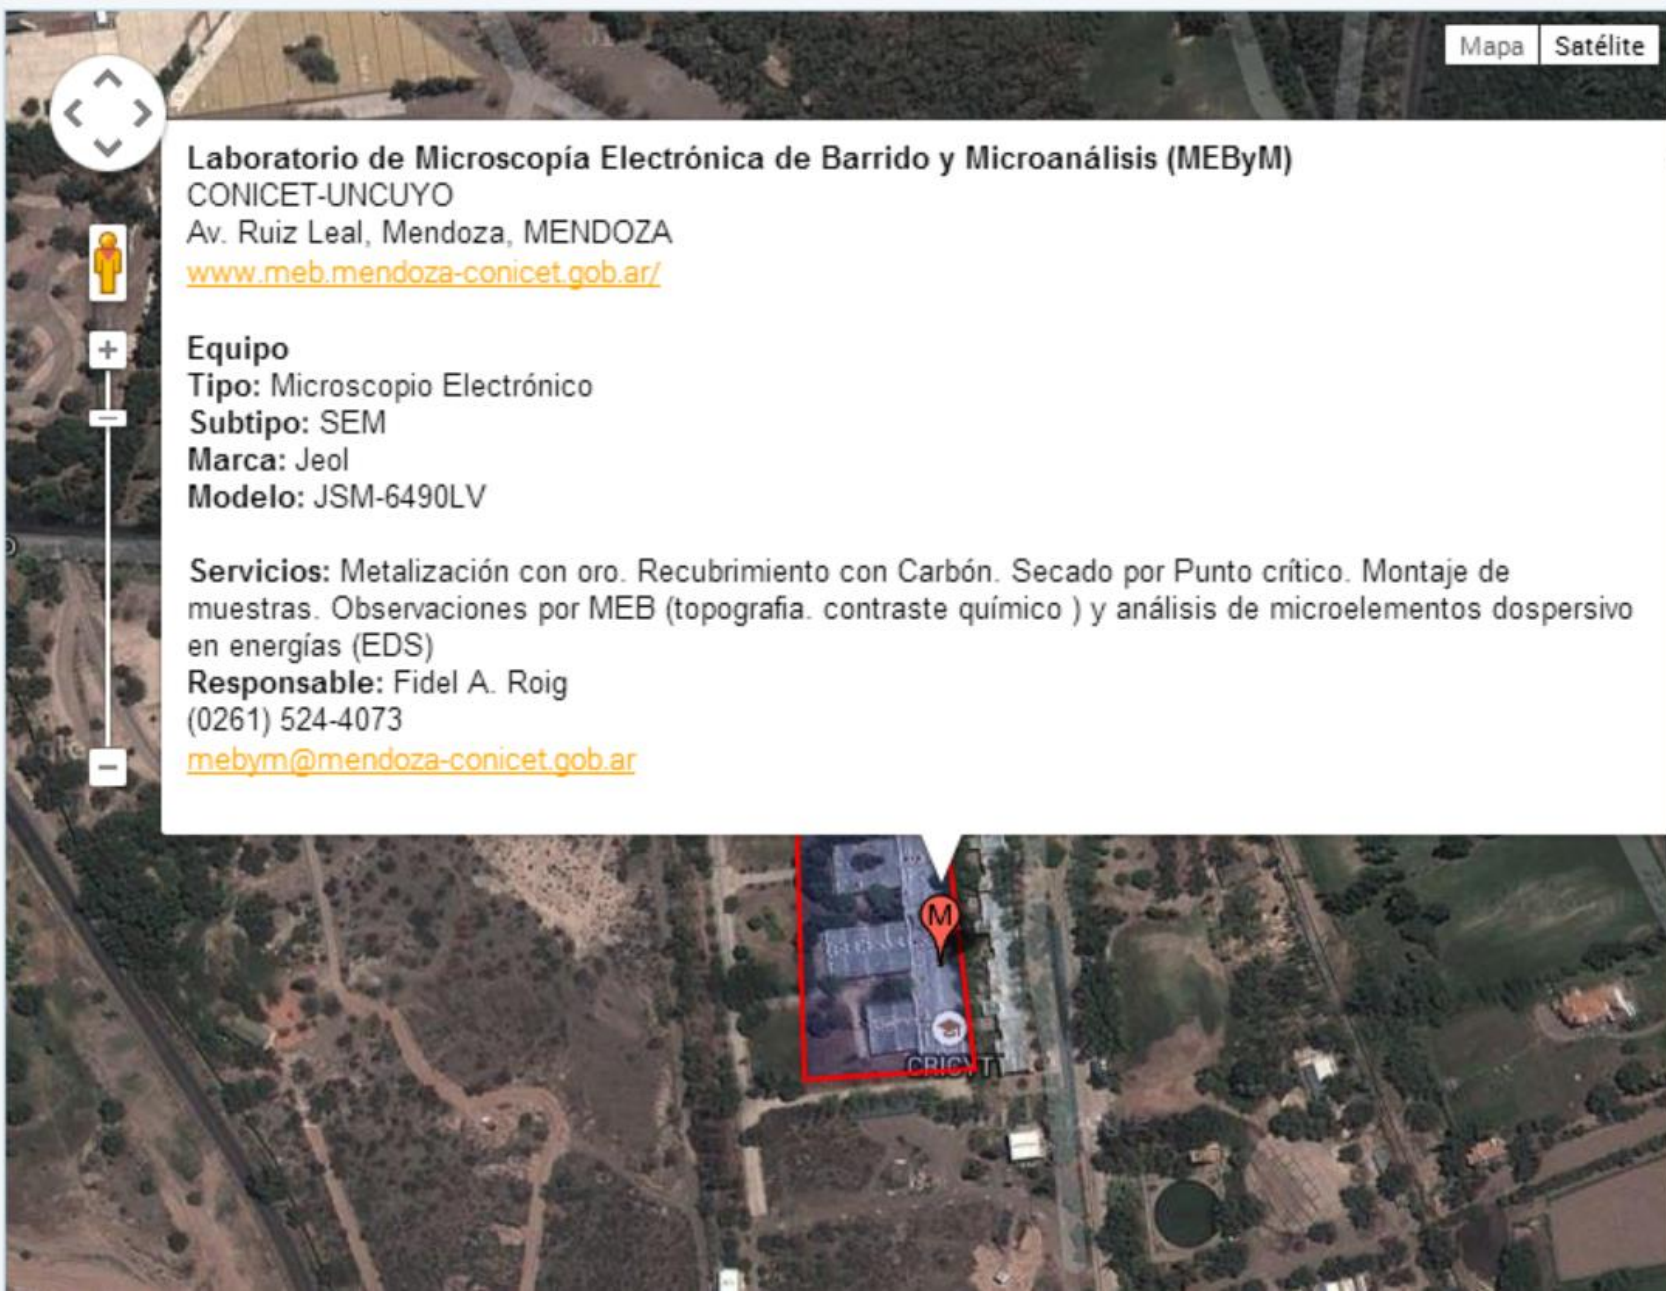 Mapa Satélite
Laboratorio de Microscopía Electrónica de Barrido y Microanálisis (MEByM)
CONICET-UNCUYO
Av. Ruiz Leal, Mendoza, MENDOZA
www.meb.mendoza-conicet.gob.ar/
Equipo
Tipo: Microscopio Electrónico
Subtipo: SEM
Marca: Jeol
Modelo: JSM-6490LV
Servicios: Metalización con oro. Recubrimiento con Carbón. Secado por Punto crítico. Montaje de
muestras. Observaciones por MEB (topografia. contraste químico ) y análisis de microelementos dospersivo
en energías (EDS)
Responsable: Fidel A. Roig
(0261) 524-4073
mebym@mendoza-conicet.gob.ar
M
CRICYTT